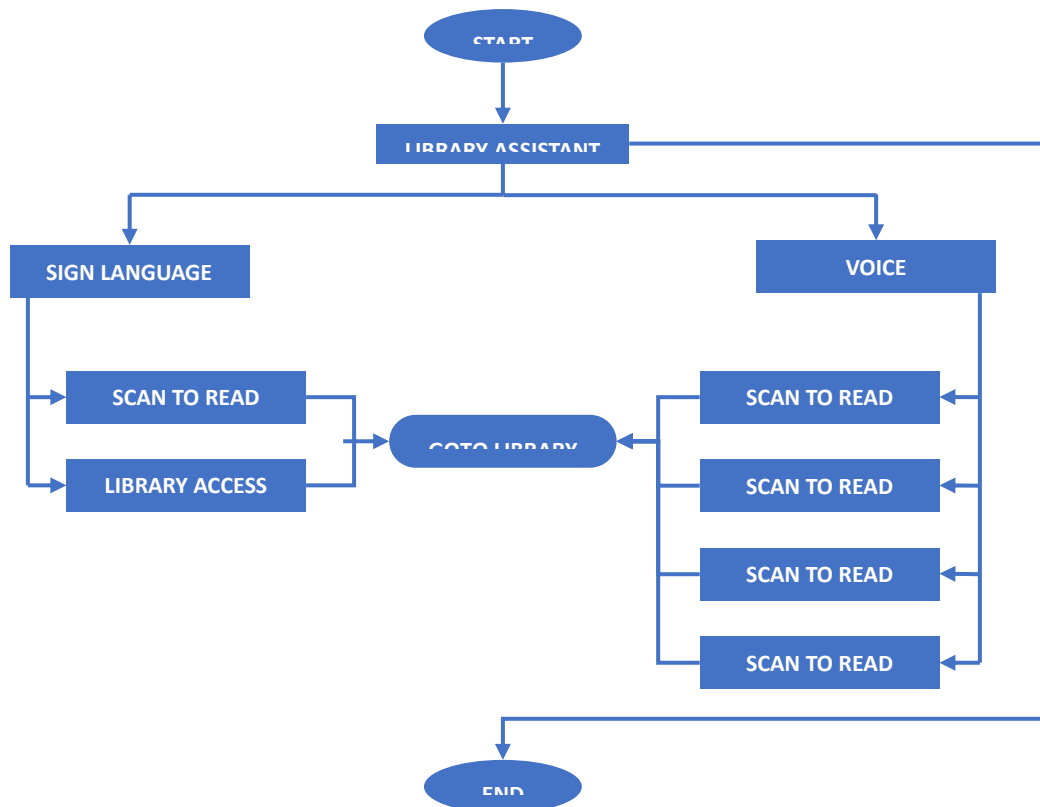 START
LIBRARY ASSISTANT
SIGN LANGUAGE
VOICE
SCAN TO READ
SCAN TO READ
GOTO LIBRARY
LIBRARY ACCESS
SCAN TO READ
SCAN TO READ
SCAN TO READ
END